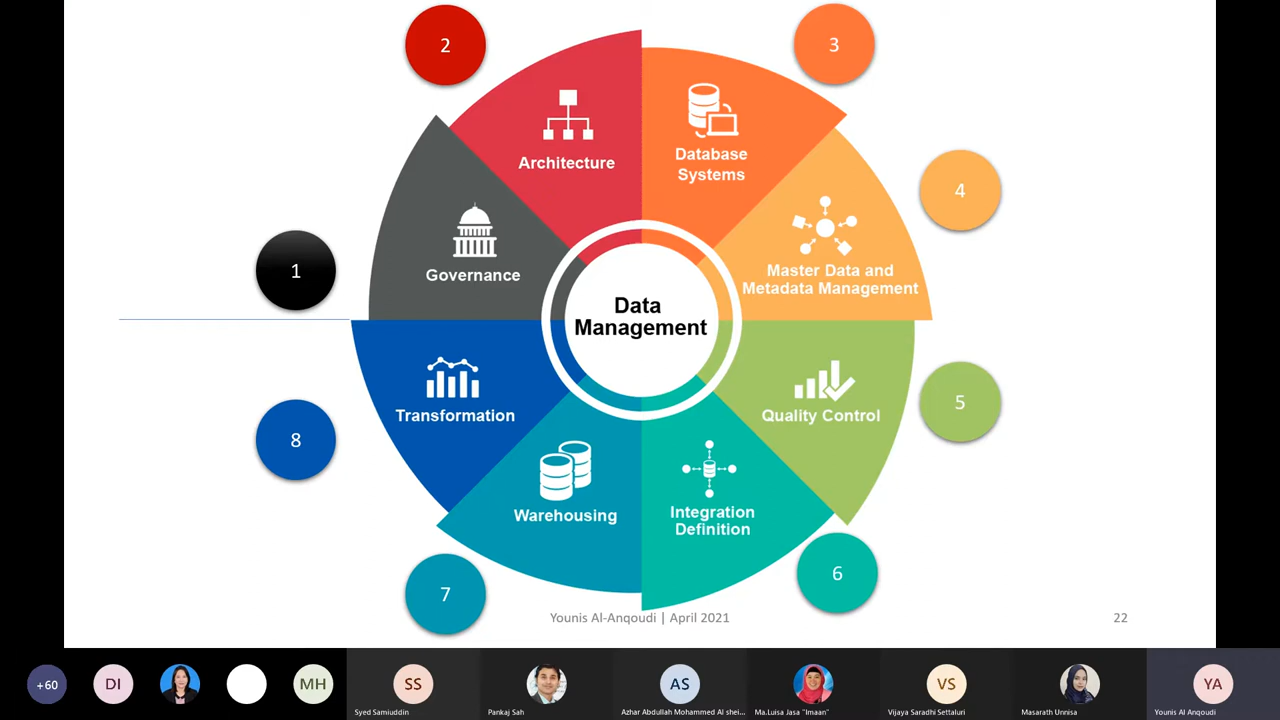 2
3
Architecture
Database
Systems
4
Governance
Master Data and
Metadata Management
1
Data
Management
Transformation
Quality Control
5
8
Warehousing
Integration
Definition
6
7
Younis Al-Anqoudi | April 2021
22
+60
DI
MH
SS
AS
VS
YA
Syed Samiuddin
Pankaj Sah
Azhar Abdullah Mohammed Al shei...
Ma.Luisa Jasa "Imaan"
Vijaya Saradhi Settaluri
Masarath Unnisa
Younis Al Anqoudi